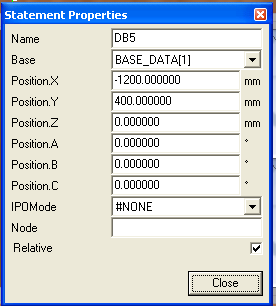 Statement Properties
Name DB5
Base BASE_DATA[1]
Position.X -1200.000000 mm
Position.Y 400.000000 mm
Position.Z 0.000000 mm
Position.A 0.000000 °
Position.B 0.000000 °
Position.C 0.000000 °
IPOMode #NONE
Node
Relative
Close